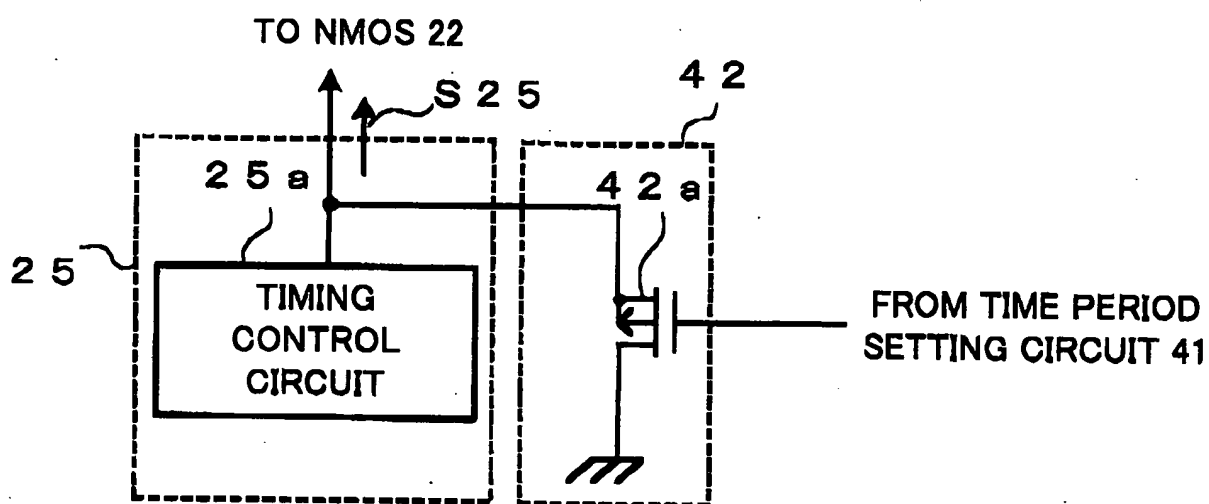 TO NMOS 22
S 2 5
4 2
2 5 a
4 2 a
2 5
TIMING
CONTROL
CIRCUIT
FROM TIME PERIOD
SETTING CIRCUIT 41